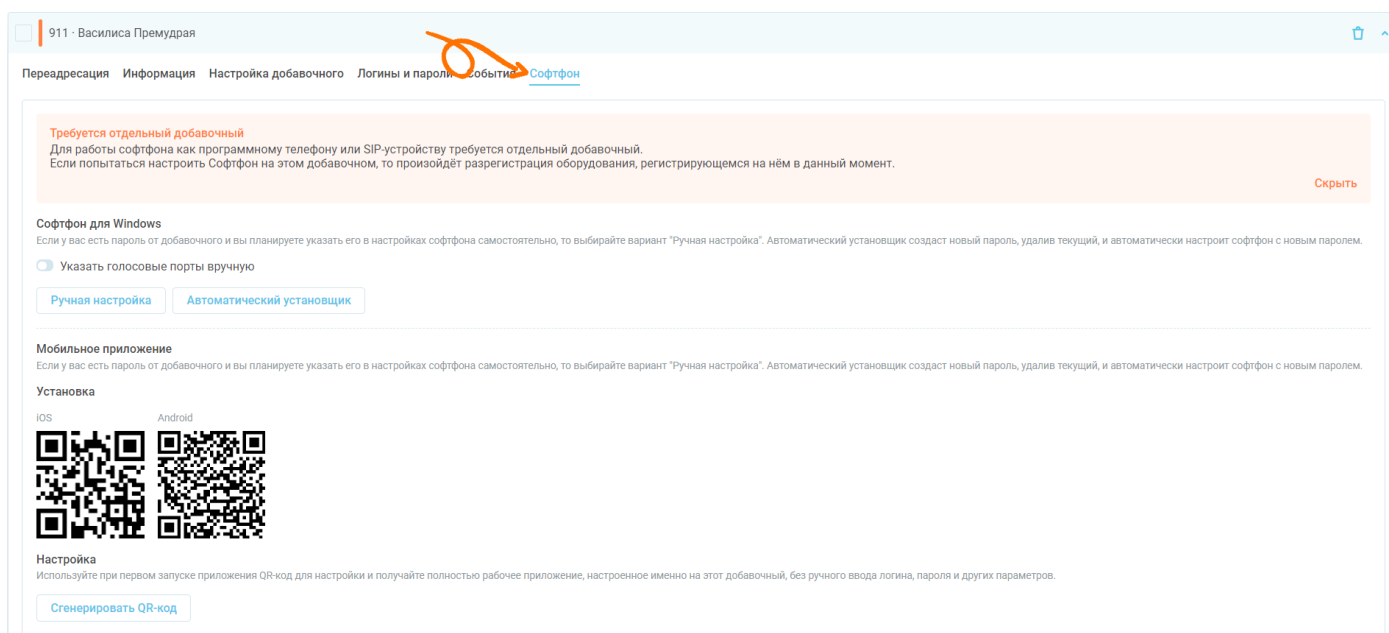 911 · Василиса Премудрая
Переадресация Информация Настройка добавочного Логины и пароли События Софтфон
Требуется отдельный добавочный
Для работы софтфона как программному телефону или SIP-устройству требуется отдельный добавочный.
Если попытаться настроить Софтфон на этом добавочном, то произойдёт разрегистрация оборудования, регистрирующемся на нём в данный момент.
Скрыть
Софтфон для Windows
Если у вас есть пароль от добавочного и вы планируете указать его в настройках софтфона самостоятельно, то выбирайте вариант "Ручная настройка". Автоматический установщик создаст новый пароль, удалив текущий, и автоматически настроит софтфон с новым паролем.
Указать голосовые порты вручную
Ручная настройка Автоматический установщик
Мобильное приложение
Если у вас есть пароль от добавочного и вы планируете указать его в настройках софтфона самостоятельно, то выбирайте вариант "Ручная настройка". Автоматический установщик создаст новый пароль, удалив текущий, и автоматически настроит софтфон с новым паролем.
Установка
iOS Android
Настройка
Используйте при первом запуске приложения QR-код для настройки и получайте полностью рабочее приложение, настроенное именно на этот добавочный, без ручного ввода логина, пароля и других параметров.
Сгенерировать QR-код